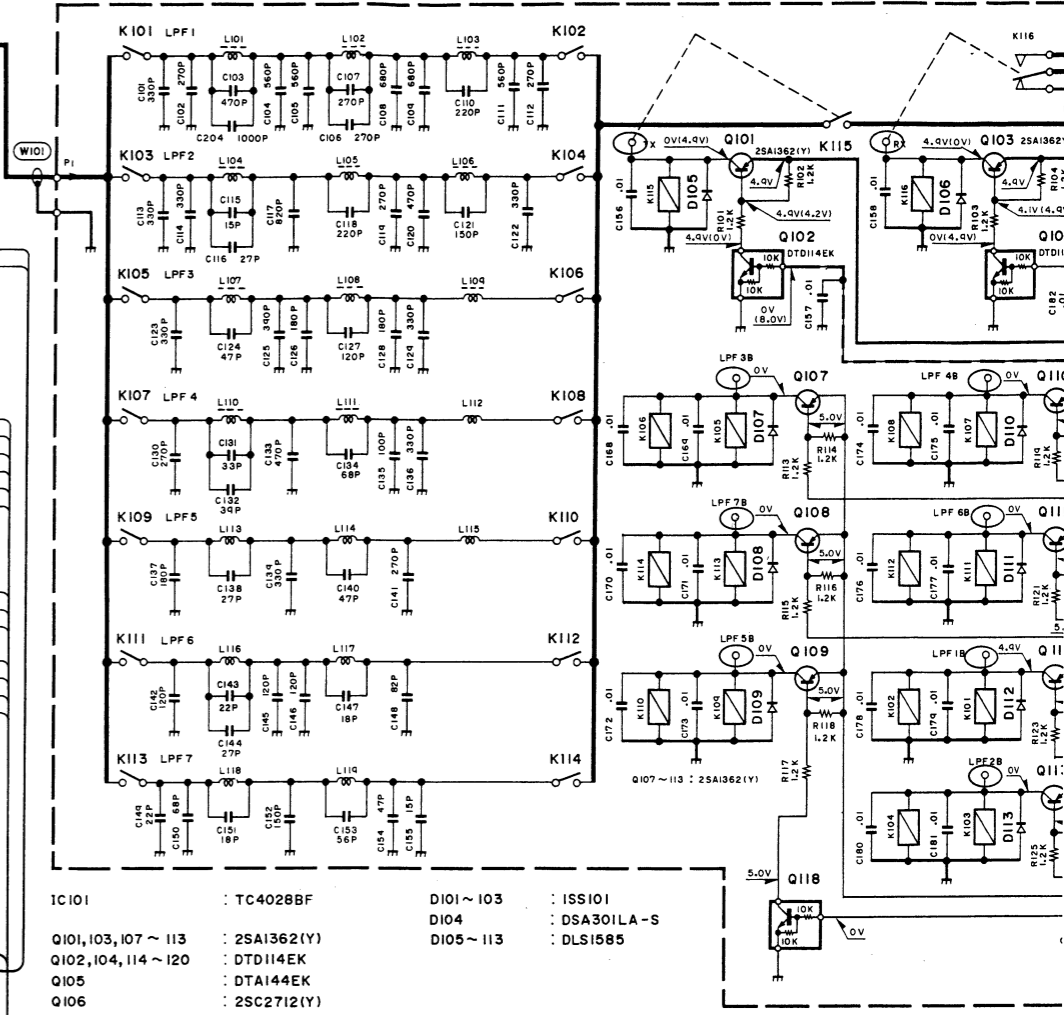 K101 LPF1 L101 L102 L103 K102
C101 330P
C102 270P
C103
470P
C204 1000P
C104 560P
C105 560P
C107
270P
C106 270P
C108 680P
C109 680P
C110
220P
C111 560P
C112 270P
W101
P1
K103 LPF2 L104 L105 L106 K104
C113 330P
C114 330P
C115
15P
C116 27P
C117 820P
C118
220P
C119 270P
C120 470P
C121
150P
C122 330P
K105 LPF3 L107 L108 L109 K106
C123 330P
C124
47P
C125 390P
C126 180P
C127
120P
C128 180P
C129 330P
K107 LPF4 L110 L111 L112 K108
C130 270P
C131
33P
C132
39P
C133 470P
C134
68P
C135 100P
C136 330P
K109 LPF5 L113 L114 L115 K110
C137 180P
C138
27P
C139 330P
C140
47P
C141 270P
K111 LPF6 L116 L117 K112
C142 120P
C143
22P
C144
27P
C145 120P
C146 120P
C147
18P
C148 82P
K113 LPF7 L118 L119 K114
C149 22P
C150 68P
C151
18P
C152 150P
C153
56P
C154 47P
C155 15P
K116
K115
TX 0V(4.9V) Q101 2SA1362(Y)
C156 .01
K115
D105
4.9V
R102 1.2K
R101 1.2K
4.9V(4.2V)
4.9V(0V)
Q102
DTD114EK
10K
10K
0V
(8.0V)
C157 .01
RX 4.9V(0V) Q103 2SA1362(Y
C158 .01
K116
D106
4.9V
R104 1.2K
R103 1.2K
4.1V(4.9
0V(4.9V)
Q10
DTD11
10K
10K
C182 .01
LPF 3B 0V Q107
C168 .01
K106
C169 .01
K105
D107
5.0V
R114
1.2K
R113 1.2K
LPF 4B 0V Q110
C174 .01
K108
C175 .01
K107
D110
R119 1.2K
LPF 7B 0V Q108
C170 .01
K114
C171 .01
K113
D108
5.0V
R116
1.2K
R115 1.2K
LPF 6B 0V Q11
C176 .01
K112
C177 .01
K111
D111
R121 1.2K
5.
LPF 5B 0V Q109
C172 .01
K110
C173 .01
K109
D109
5.0V
R118
1.2K
R117 1.2K
LPF1B 4.9V Q11
C178 .01
K102
C179 .01
K101
D112
R123 1.2K
Q107~113 : 2SA1362(Y)
LPF2B 0V Q113
C180 .01
K104
C181 .01
K103
D113
R125 1.2K
5.0V
Q118
10K
10K
0V
IC101 : TC4028BF
Q101,103,107~113 : 2SA1362(Y)
Q102,104,114~120 : DTD114EK
Q105 : DTA144EK
Q106 : 2SC2712(Y)
D101~103 : 1SS101
D104 : DSA301LA-S
D105~113 : DLS1585